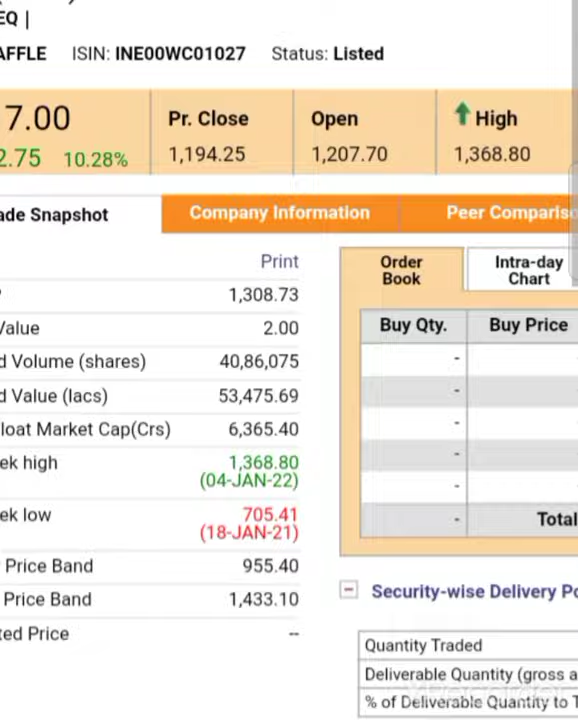 EQ |
AFFLE ISIN: INE00WC01027 Status: Listed
7.00 Pr. Close Open High
2.75 10.28% 1,194.25 1,207.70 1,368.80
ade Snapshot Company Information Peer Comparis
Print
Order Book Intra-day Chart
1,308.73
Value 2.00
Buy Qty. Buy Price
d Volume (shares) 40,86,075
-
d Value (lacs) 53,475.69
-
loat Market Cap(Crs) 6,365.40
-
ek high 1,368.80
(04-JAN-22)
-
-
ek low 705.41
(18-JAN-21)
- Total
Price Band 955.40
Price Band 1,433.10
Security-wise Delivery Po
ted Price --
Quantity Traded
Deliverable Quantity (gross a
% of Deliverable Quantity to T